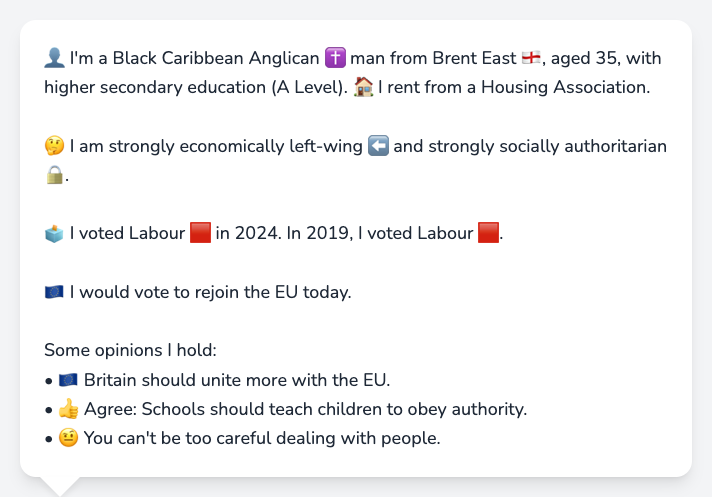 👤 I'm a Black Caribbean Anglican ✝️ man from Brent East 🏴󠁧󠁢󠁥󠁮󠁧󠁿, aged 35, with
higher secondary education (A Level). 🏠 I rent from a Housing Association.
🤔 I am strongly economically left-wing ⬅️ and strongly socially authoritarian
🔒.
🗳️ I voted Labour 🟥 in 2024. In 2019, I voted Labour 🟥.
🇪🇺 I would vote to rejoin the EU today.
Some opinions I hold:
• 🇪🇺 Britain should unite more with the EU.
• 👍 Agree: Schools should teach children to obey authority.
• 🤨 You can't be too careful dealing with people.